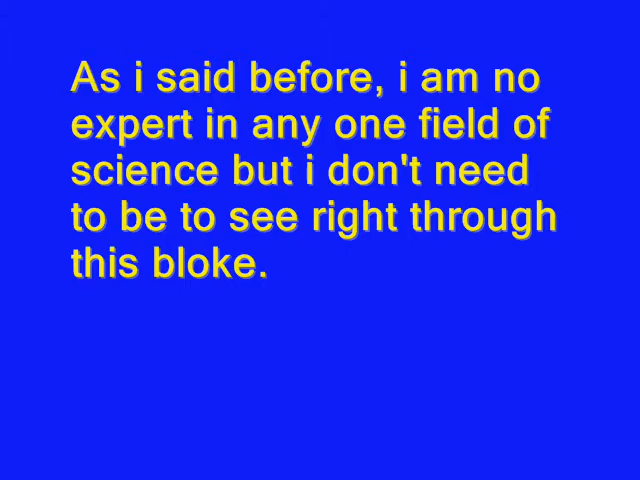 As i said before, i am no
expert in any one field of
science but i don't need
to be to see right through
this bloke.